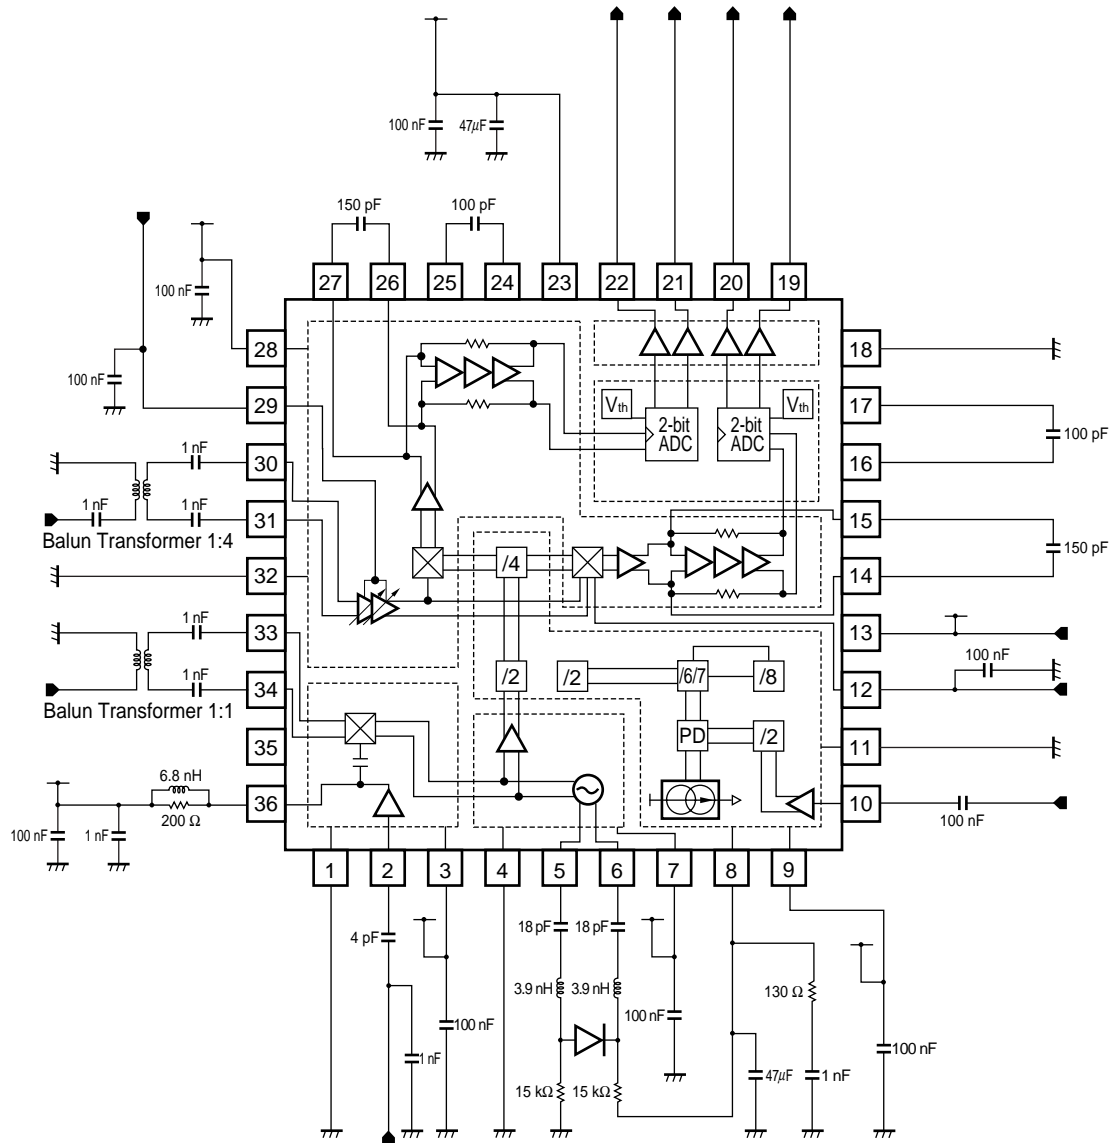 100 nF
47µF
150 pF
100 pF
100 nF
27
26
25
24
23
22
21
20
19
28
18
100 nF
29
Vth
2-bit
ADC
2-bit
ADC
Vth
17
100 pF
1 nF
30
16
1 nF
1 nF
31
15
Balun Transformer 1:4
150 pF
32
/4
14
1 nF
33
13
100 nF
/2
/2
/6/7
/8
1 nF
34
12
Balun Transformer 1:1
35
PD
/2
11
6.8 nH
36
10
200 Ω
100 nF
100 nF
1 nF
1
2
3
4
5
6
7
8
9
4 pF
18 pF
18 pF
3.9 nH
3.9 nH
130 Ω
100 nF
100 nF
100 nF
1 nF
15 kΩ
15 kΩ
47µF
1 nF